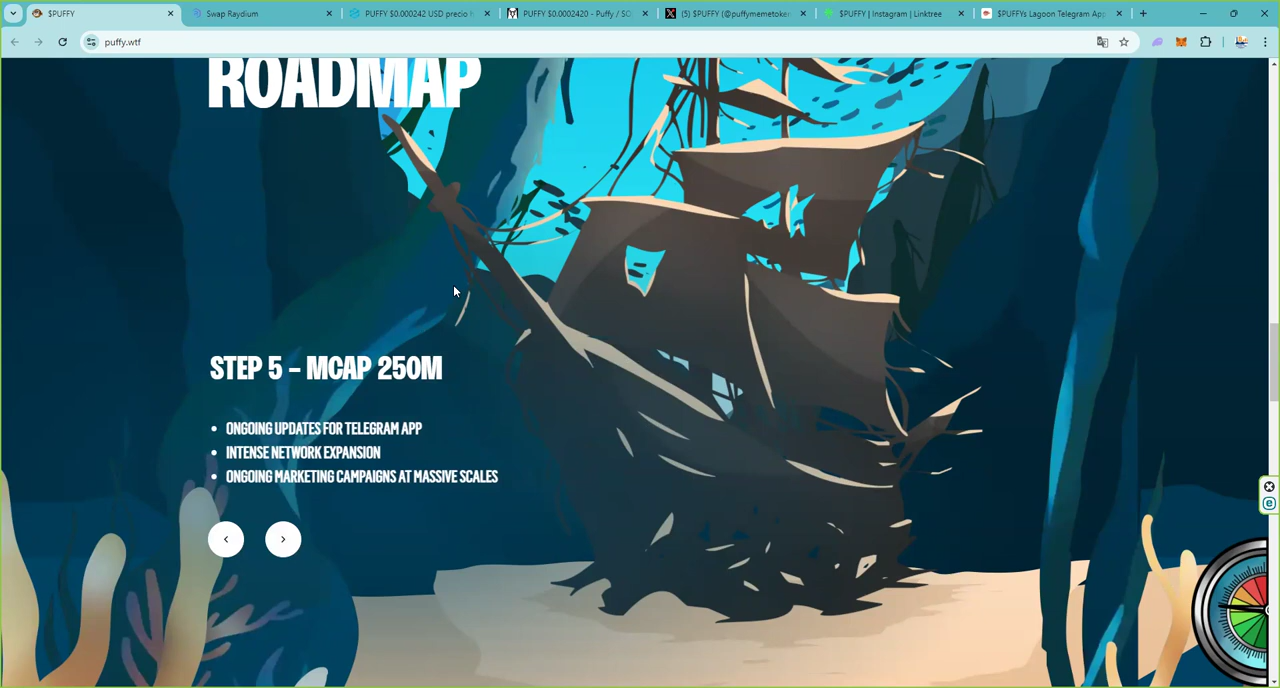 $PUFFY
Swap Raydium
PUFFY $0.000242 USD precio
PUFFY $0.0002420 - Puffy / SO
(5) $PUFFY (@puffymemetoken
$PUFFY | Instagram | Linktree
$PUFFYs Lagoon Telegram App
puffy.wtf
ROADMAP
STEP 5 – MCAP 250M
• ONGOING UPDATES FOR TELEGRAM APP
• INTENSE NETWORK EXPANSION
• ONGOING MARKETING CAMPAIGNS AT MASSIVE SCALES